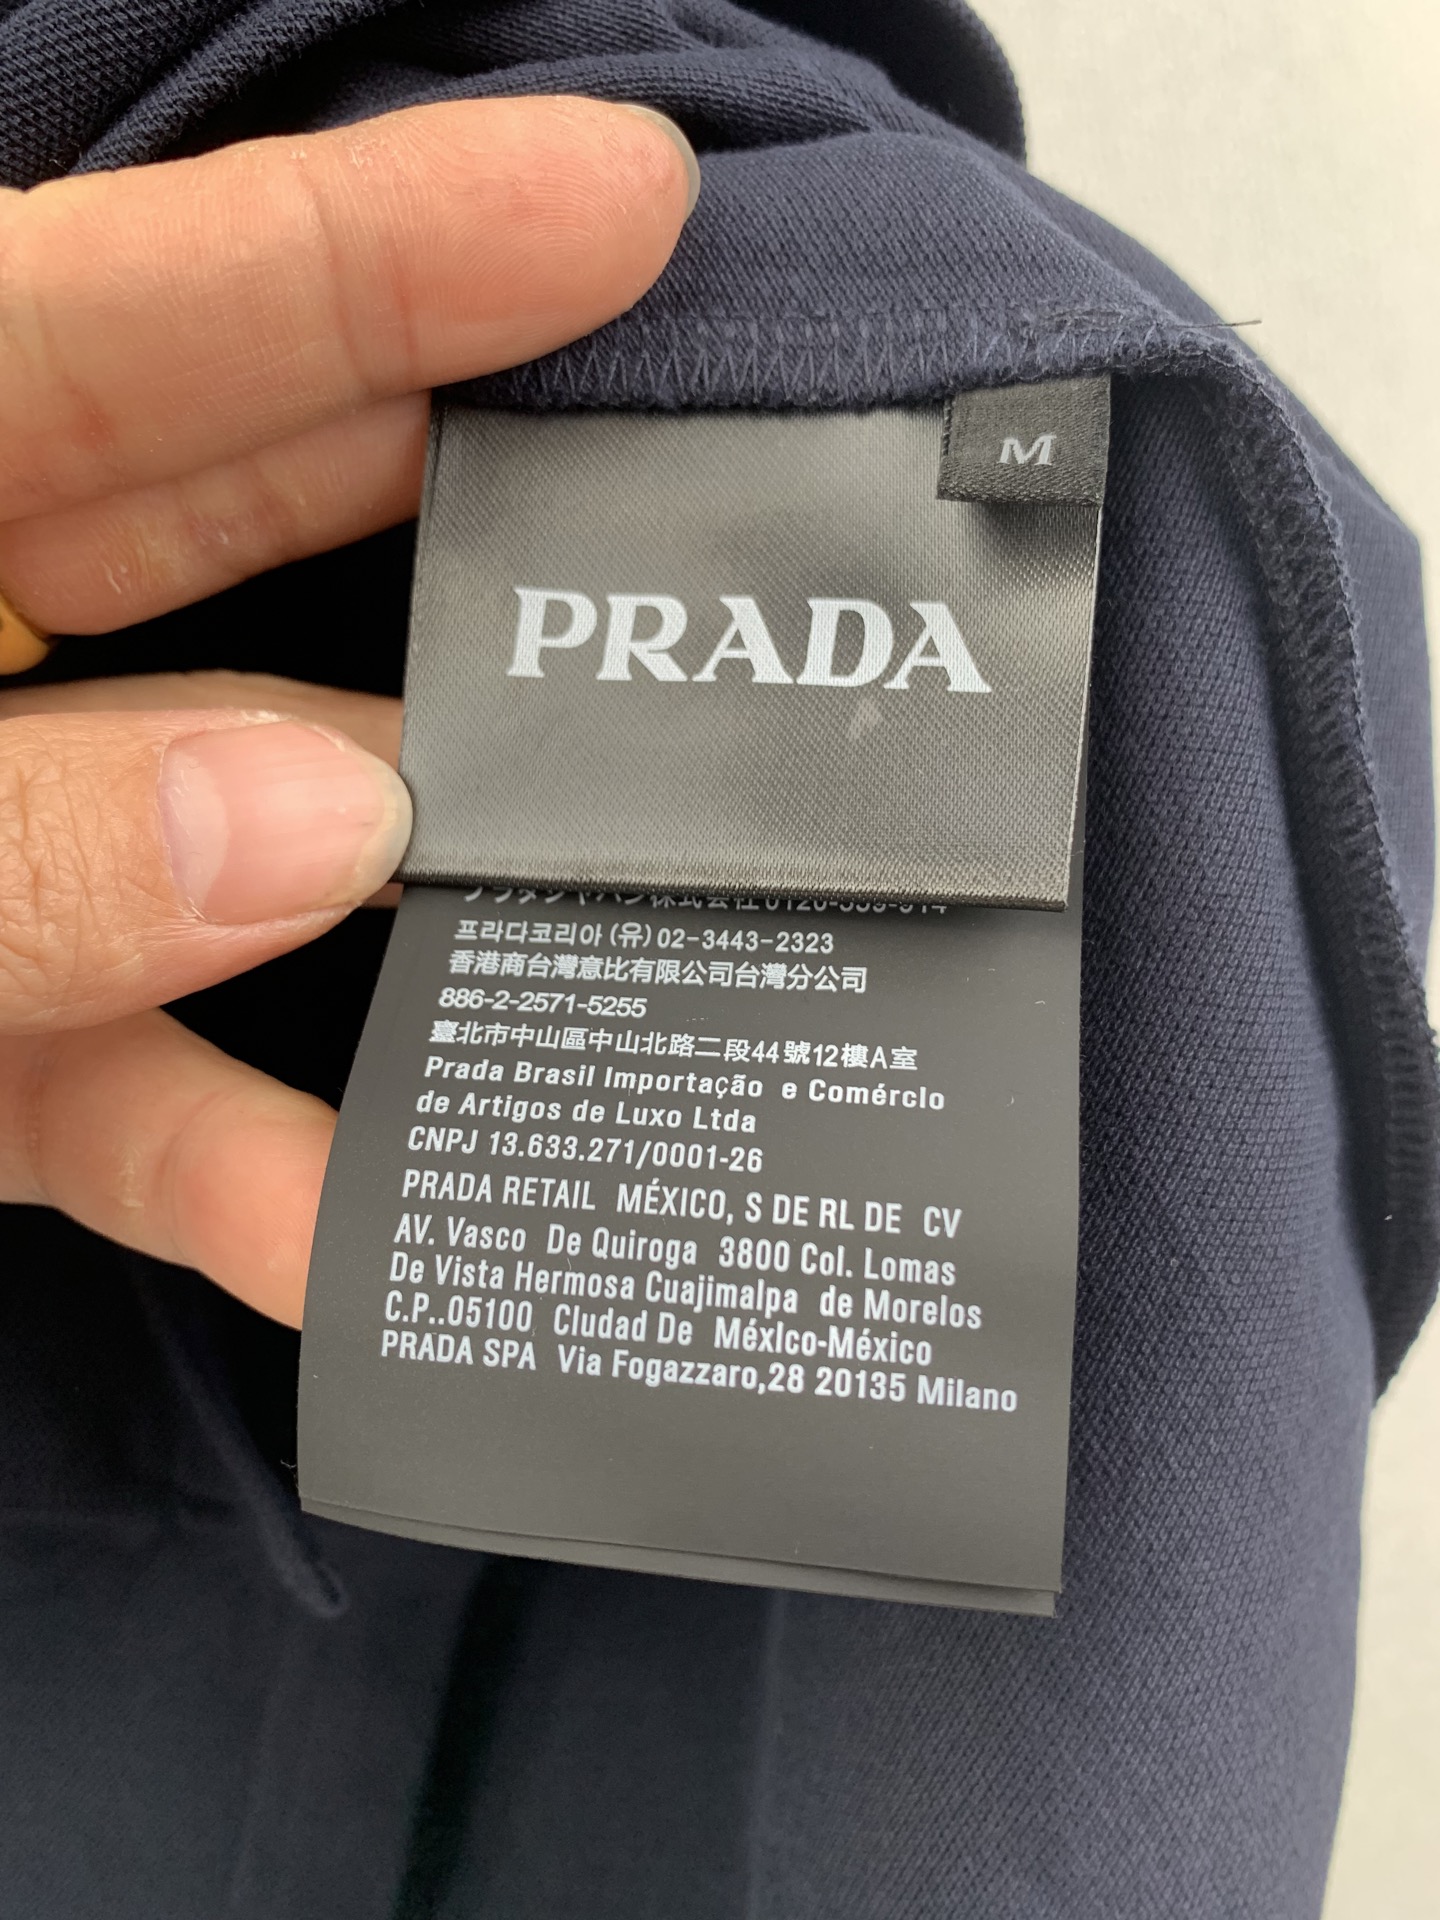 M
PRADA
프라다코리아(유)02-3443-2323
香港商台灣意比有限公司台灣分公司
886-2-2571-5255
臺北市中山區中山北路二段44號12樓A室
Prada Brasil Importação e Comérclo
de Artigos de Luxo Ltda
CNPJ 13.633.271/0001-26
PRADA RETAIL MÉXICO, S DE RL DE CV
AV. Vasco De Quiroga 3800 Col. Lomas
De Vista Hermosa Cuajimalpa de Morelos
C.P..05100 Cludad De Méxlco-México
PRADA SPA Via Fogazzaro,28 20135 Milano